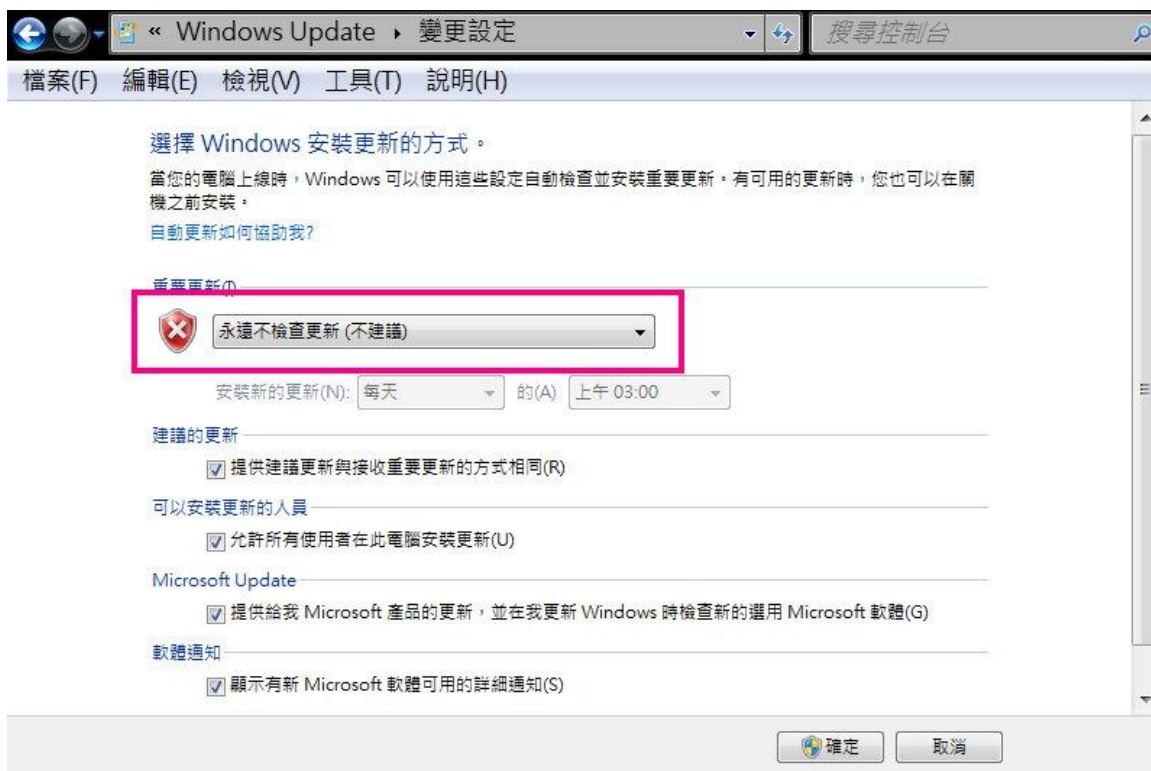 « Windows Update ▸ 變更設定
搜尋控制台
檔案(F) 編輯(E) 檢視(V) 工具(T) 說明(H)
選擇 Windows 安裝更新的方式。
當您的電腦上線時，Windows 可以使用這些設定自動檢查並安裝重要更新。有可用的更新時，您也可以在關
機之前安裝。
自動更新如何協助我?
重要更新(I)
永遠不檢查更新 (不建議)
安裝新的更新(N): 每天 的(A) 上午 03:00
建議的更新
提供建議更新與接收重要更新的方式相同(R)
可以安裝更新的人員
允許所有使用者在此電腦安裝更新(U)
Microsoft Update
提供給我 Microsoft 產品的更新，並在我更新 Windows 時檢查新的選用 Microsoft 軟體(G)
軟體通知
顯示有新 Microsoft 軟體可用的詳細通知(S)
確定 取消